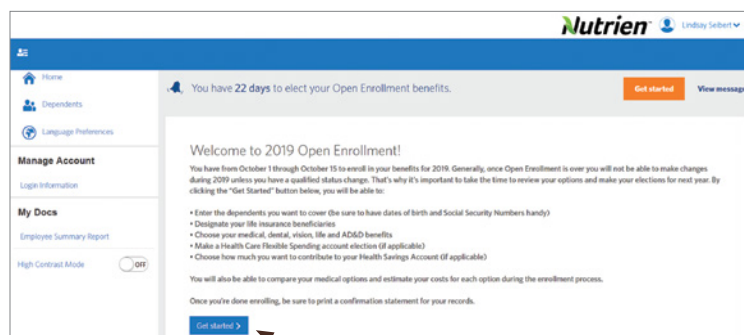 Nutrien
Lindsay Seibert
Home
Dependents
Language Preferences
Manage Account
Login Information
My Docs
Employee Summary Report
High Contrast Mode
OFF
You have 22 days to elect your Open Enrollment benefits.
Get started
View message
Welcome to 2019 Open Enrollment!
You have from October 1 through October 15 to enroll in your benefits for 2019. Generally, once Open Enrollment is over you will not be able to make changes
during 2019 unless you have a qualified status change. That's why it's important to take the time to review your options and make your elections for next year. By
clicking the "Get Started" button below, you will be able to:
• Enter the dependents you want to cover (be sure to have dates of birth and Social Security Numbers handy)
• Designate your life insurance beneficiaries
• Choose your medical, dental, vision, life and AD&D benefits
• Make a Health Care Flexible Spending account election (if applicable)
• Choose how much you want to contribute to your Health Savings Account (if applicable)
You will also be able to compare your medical options and estimate your costs for each option during the enrollment process.
Once you're done enrolling, be sure to print a confirmation statement for your records.
Get started >